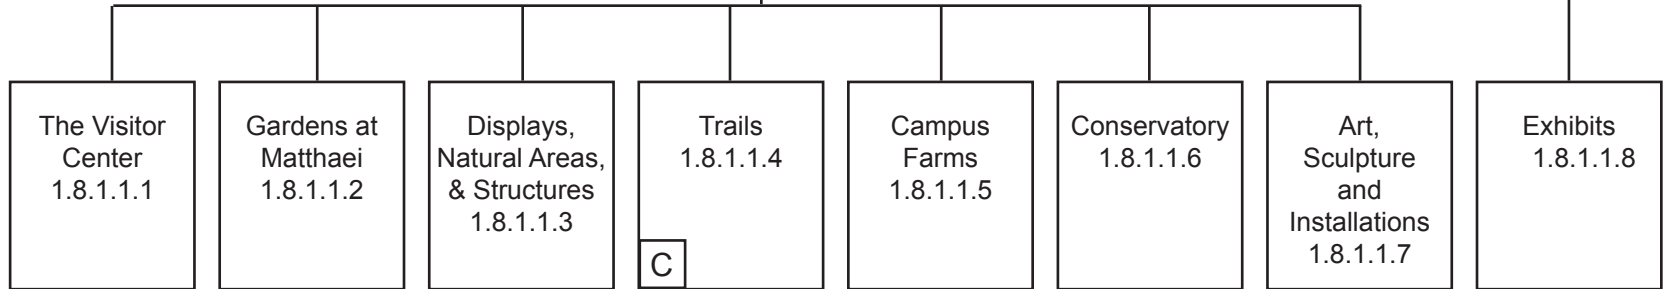 The Visitor
Center
1.8.1.1.1
Gardens at
Matthaei
1.8.1.1.2
Displays,
Natural Areas,
& Structures
1.8.1.1.3
Trails
1.8.1.1.4
C
Campus
Farms
1.8.1.1.5
Conservatory
1.8.1.1.6
Art,
Sculpture
and
Installations
1.8.1.1.7
Exhibits
1.8.1.1.8